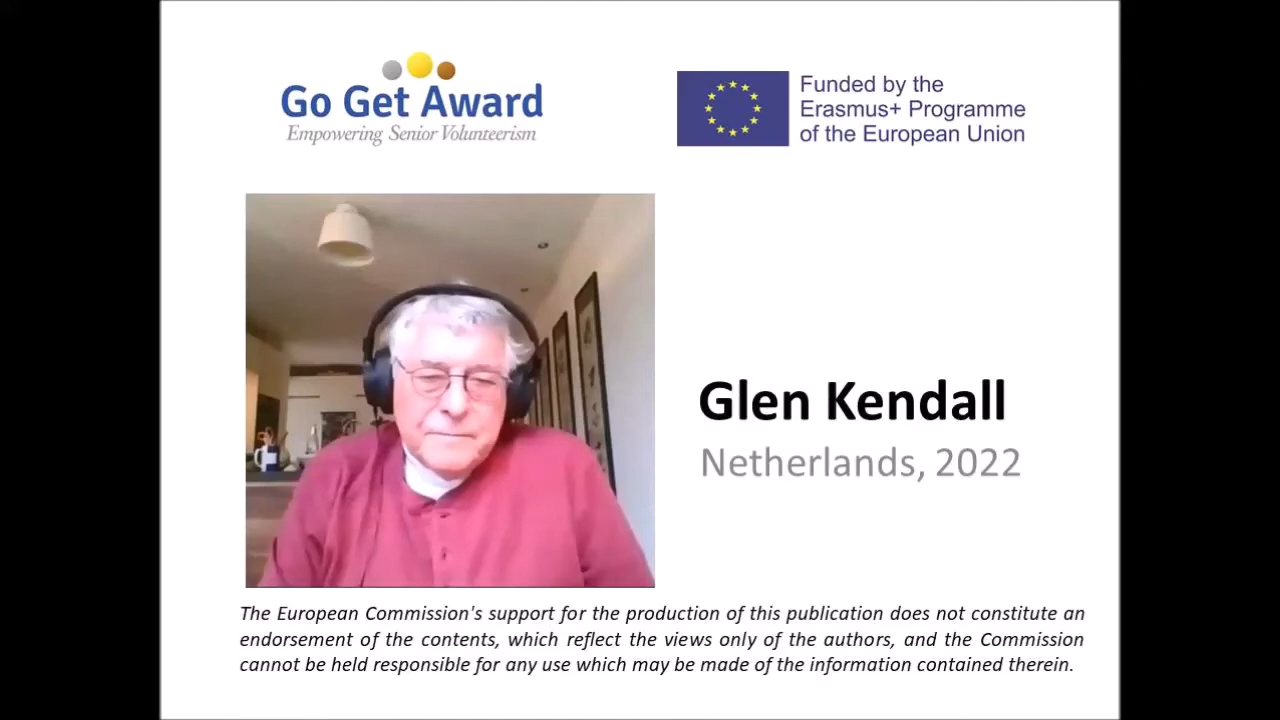 Go Get Award
Empowering Senior Volunteerism
Funded by the
Erasmus+ Programme
of the European Union
Glen Kendall
Netherlands, 2022
The European Commission's support for the production of this publication does not constitute an
endorsement of the contents, which reflect the views only of the authors, and the Commission
cannot be held responsible for any use which may be made of the information contained therein.